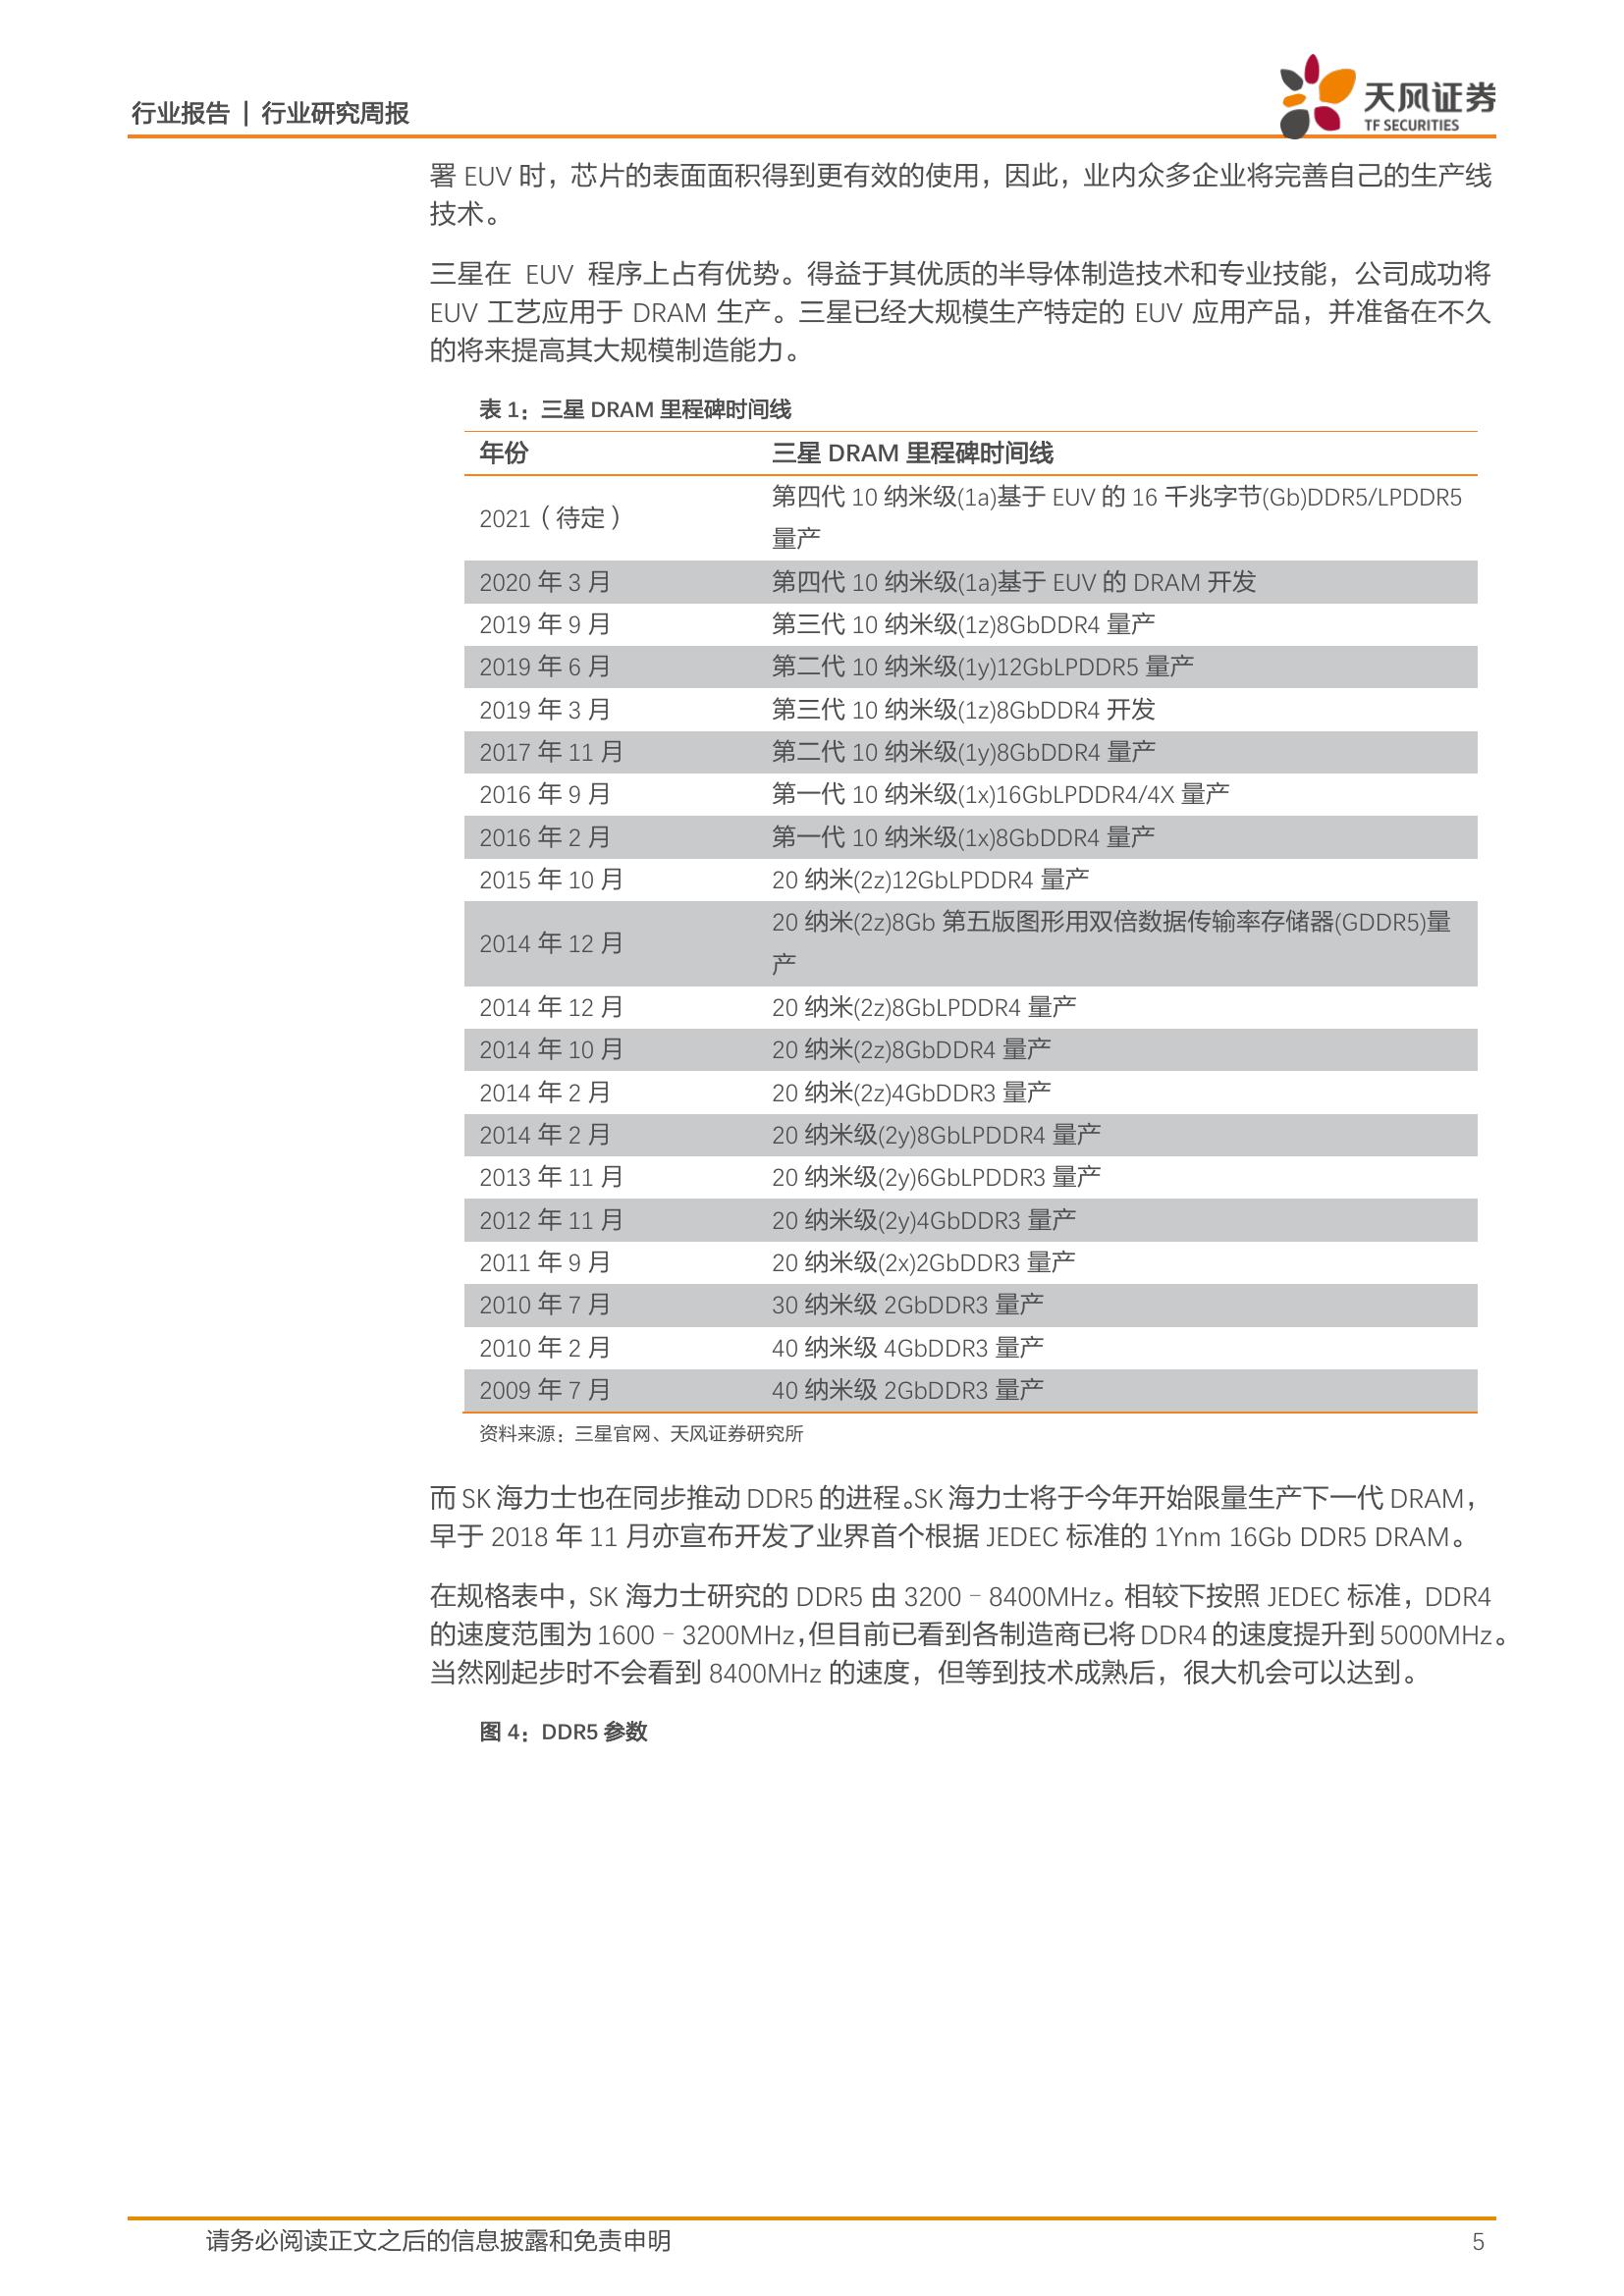 行业报告 | 行业研究周报
天风证券
TF SECURITIES
署 EUV 时，芯片的表面面积得到更有效的使用，因此，业内众多企业将完善自己的生产线
技术。
三星在 EUV 程序上占有优势。得益于其优质的半导体制造技术和专业技能，公司成功将
EUV 工艺应用于 DRAM 生产。三星已经大规模生产特定的 EUV 应用产品，并准备在不久
的将来提高其大规模制造能力。
表 1：三星 DRAM 里程碑时间线
年份 三星 DRAM 里程碑时间线
2021（待定） 第四代 10 纳米级(1a)基于 EUV 的 16 千兆字节(Gb)DDR5/LPDDR5
量产
2020 年 3 月 第四代 10 纳米级(1a)基于 EUV 的 DRAM 开发
2019 年 9 月 第三代 10 纳米级(1z)8GbDDR4 量产
2019 年 6 月 第二代 10 纳米级(1y)12GbLPDDR5 量产
2019 年 3 月 第三代 10 纳米级(1z)8GbDDR4 开发
2017 年 11 月 第二代 10 纳米级(1y)8GbDDR4 量产
2016 年 9 月 第一代 10 纳米级(1x)16GbLPDDR4/4X 量产
2016 年 2 月 第一代 10 纳米级(1x)8GbDDR4 量产
2015 年 10 月 20 纳米(2z)12GbLPDDR4 量产
2014 年 12 月 20 纳米(2z)8Gb 第五版图形用双倍数据传输率存储器(GDDR5)量
产
2014 年 12 月 20 纳米(2z)8GbLPDDR4 量产
2014 年 10 月 20 纳米(2z)8GbDDR4 量产
2014 年 2 月 20 纳米(2z)4GbDDR3 量产
2014 年 2 月 20 纳米级(2y)8GbLPDDR4 量产
2013 年 11 月 20 纳米级(2y)6GbLPDDR3 量产
2012 年 11 月 20 纳米级(2y)4GbDDR3 量产
2011 年 9 月 20 纳米级(2x)2GbDDR3 量产
2010 年 7 月 30 纳米级 2GbDDR3 量产
2010 年 2 月 40 纳米级 4GbDDR3 量产
2009 年 7 月 40 纳米级 2GbDDR3 量产
资料来源：三星官网、天风证券研究所
而 SK 海力士也在同步推动 DDR5 的进程。SK 海力士将于今年开始限量生产下一代 DRAM，
早于 2018 年 11 月亦宣布开发了业界首个根据 JEDEC 标准的 1Ynm 16Gb DDR5 DRAM。
在规格表中，SK 海力士研究的 DDR5 由 3200–8400MHz。相较下按照 JEDEC 标准，DDR4
的速度范围为 1600–3200MHz，但目前已看到各制造商已将 DDR4 的速度提升到 5000MHz。
当然刚起步时不会看到 8400MHz 的速度，但等到技术成熟后，很大机会可以达到。
图 4：DDR5 参数
请务必阅读正文之后的信息披露和免责申明 5